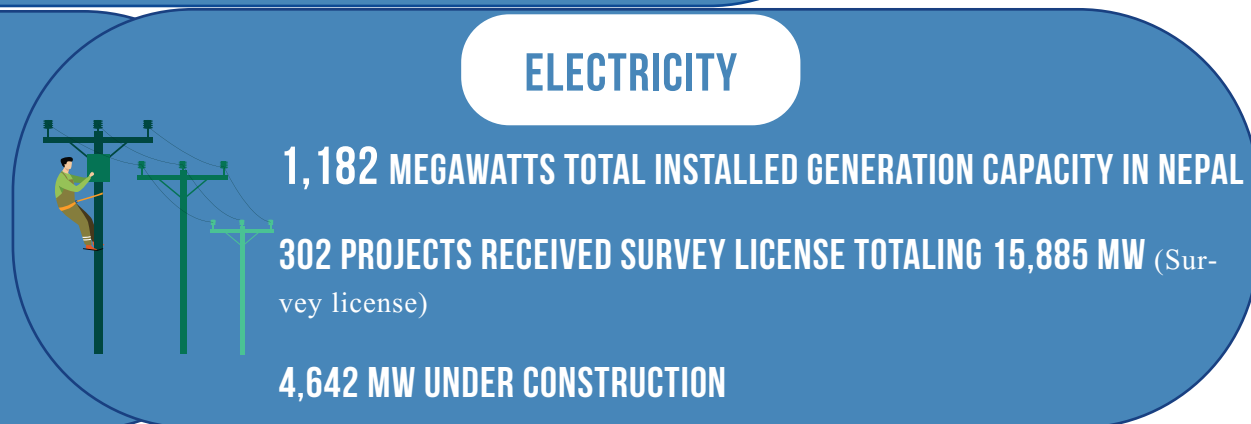 ELECTRICITY
1,182 MEGAWATTS TOTAL INSTALLED GENERATION CAPACITY IN NEPAL
302 PROJECTS RECEIVED SURVEY LICENSE TOTALING 15,885 MW (Sur-
vey license)
4,642 MW UNDER CONSTRUCTION